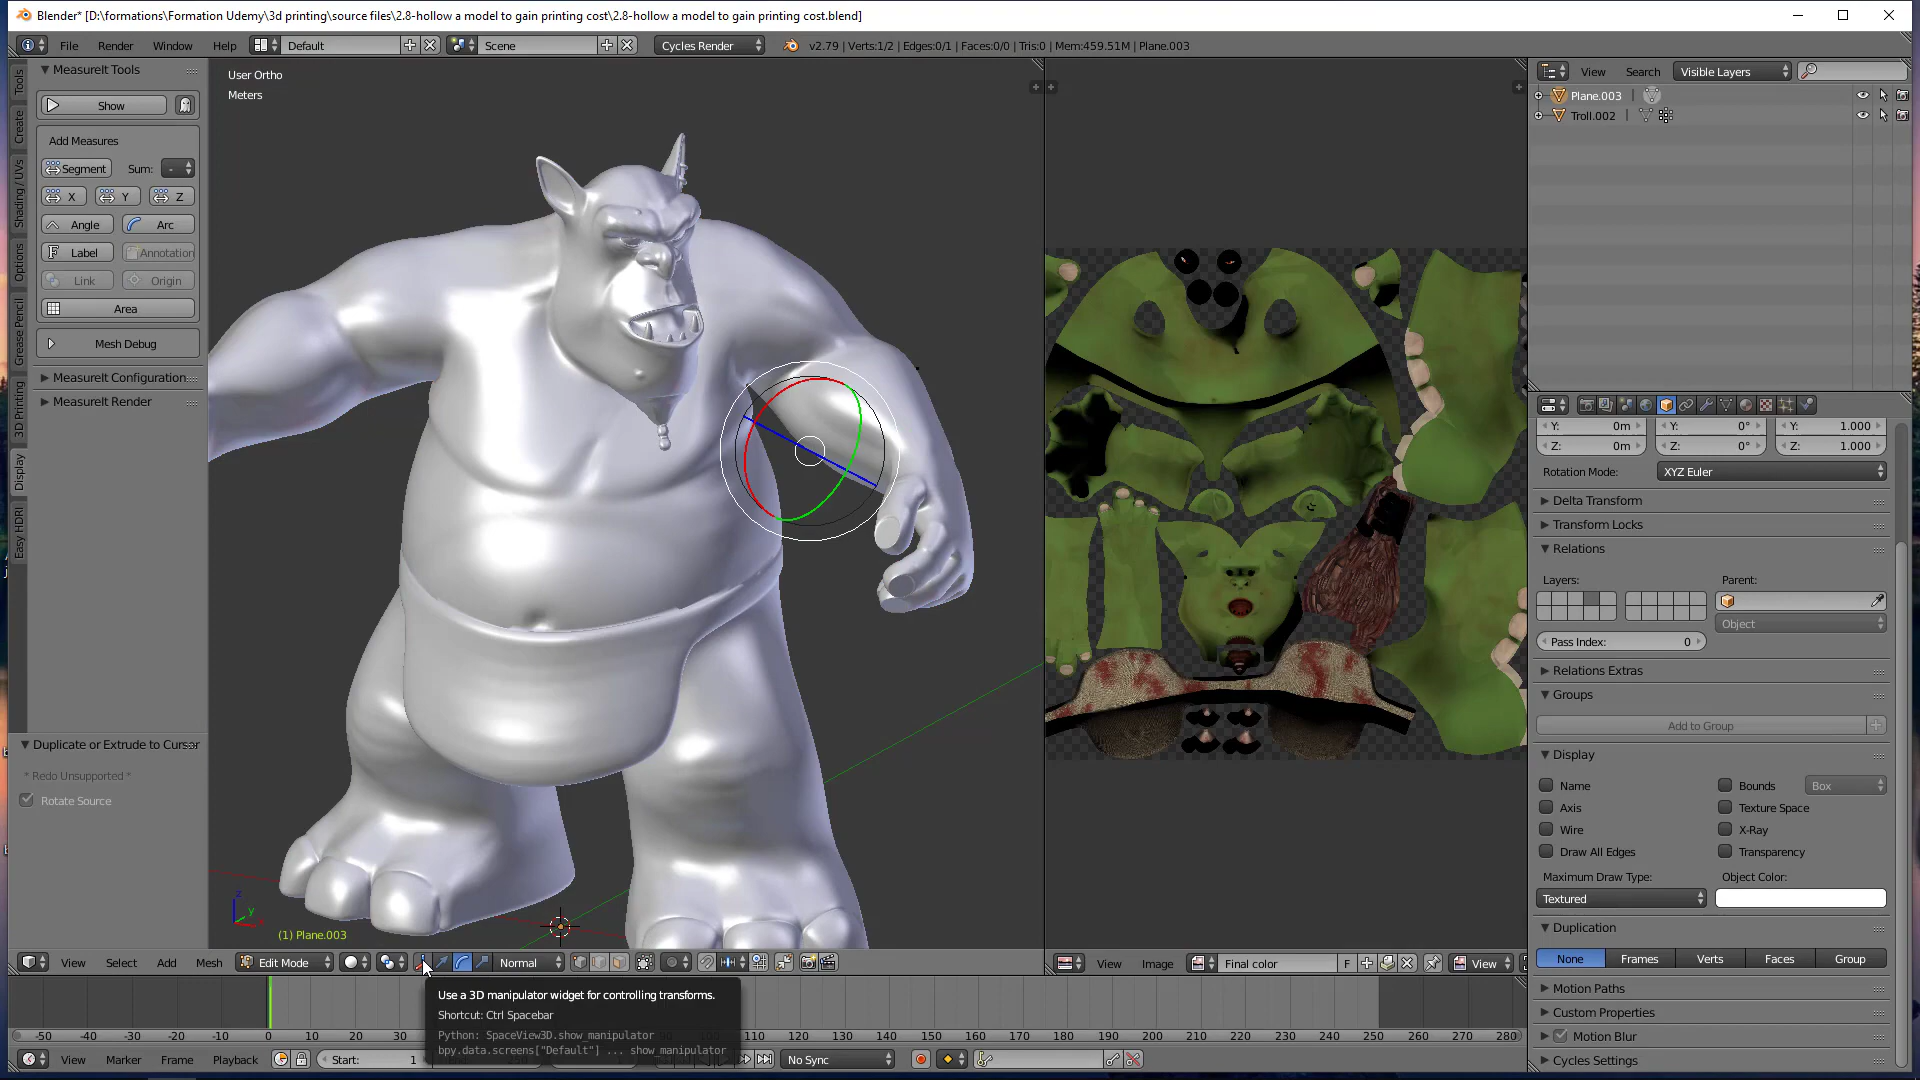 Blender* [D:\formations\Formation Udemy\3d printing\source files\2.8-hollow a model to gain printing cost\2.8-hollow a model to gain printing cost.blend]
File Render Window Help Default Scene Cycles Render v2.79 | Verts:1/2 | Edges:0/1 | Faces:0/0 | Tris:0 | Mem:459.51M | Plane.003
Tools
Create
Shading / UVs
Options
Grease Pencil
3D Printing
Display
Easy HDRI
MeasureIt Tools
Show
Add Measures
Segment Sum: -
X Y Z
Angle Arc
Label Annotation
Link Origin
Area
Mesh Debug
MeasureIt Configuration
MeasureIt Render
Duplicate or Extrude to Cursor
* Redo Unsupported *
Rotate Source
User Ortho
Meters
z
y
(1) Plane.003
View Select Add Mesh Edit Mode Normal
View Image Final color F View
View Search Visible Layers
Plane.003
Troll.002
Y: 0m Y: 0° Y: 1.000
Z: 0m Z: 0° Z: 1.000
Rotation Mode: XYZ Euler
Delta Transform
Transform Locks
Relations
Layers: Parent:
Object
Pass Index: 0
Relations Extras
Groups
Add to Group
Display
Name Bounds Box
Axis Texture Space
Wire X-Ray
Draw All Edges Transparency
Maximum Draw Type: Object Color:
Textured
Duplication
None Frames Verts Faces Group
Motion Paths
Custom Properties
Motion Blur
Cycles Settings
Use a 3D manipulator widget for controlling transforms.
Shortcut: Ctrl Spacebar
Python: SpaceView3D.show_manipulator
bpy.data.screens["Default"] ... show_manipulator
-50 -40 -30 -20 -10 0 10 20 30 120 130 140 150 160 170 180 190 200 210 220 230 240 250 260 270 280
View Marker Frame Playback Start: 1 No Sync